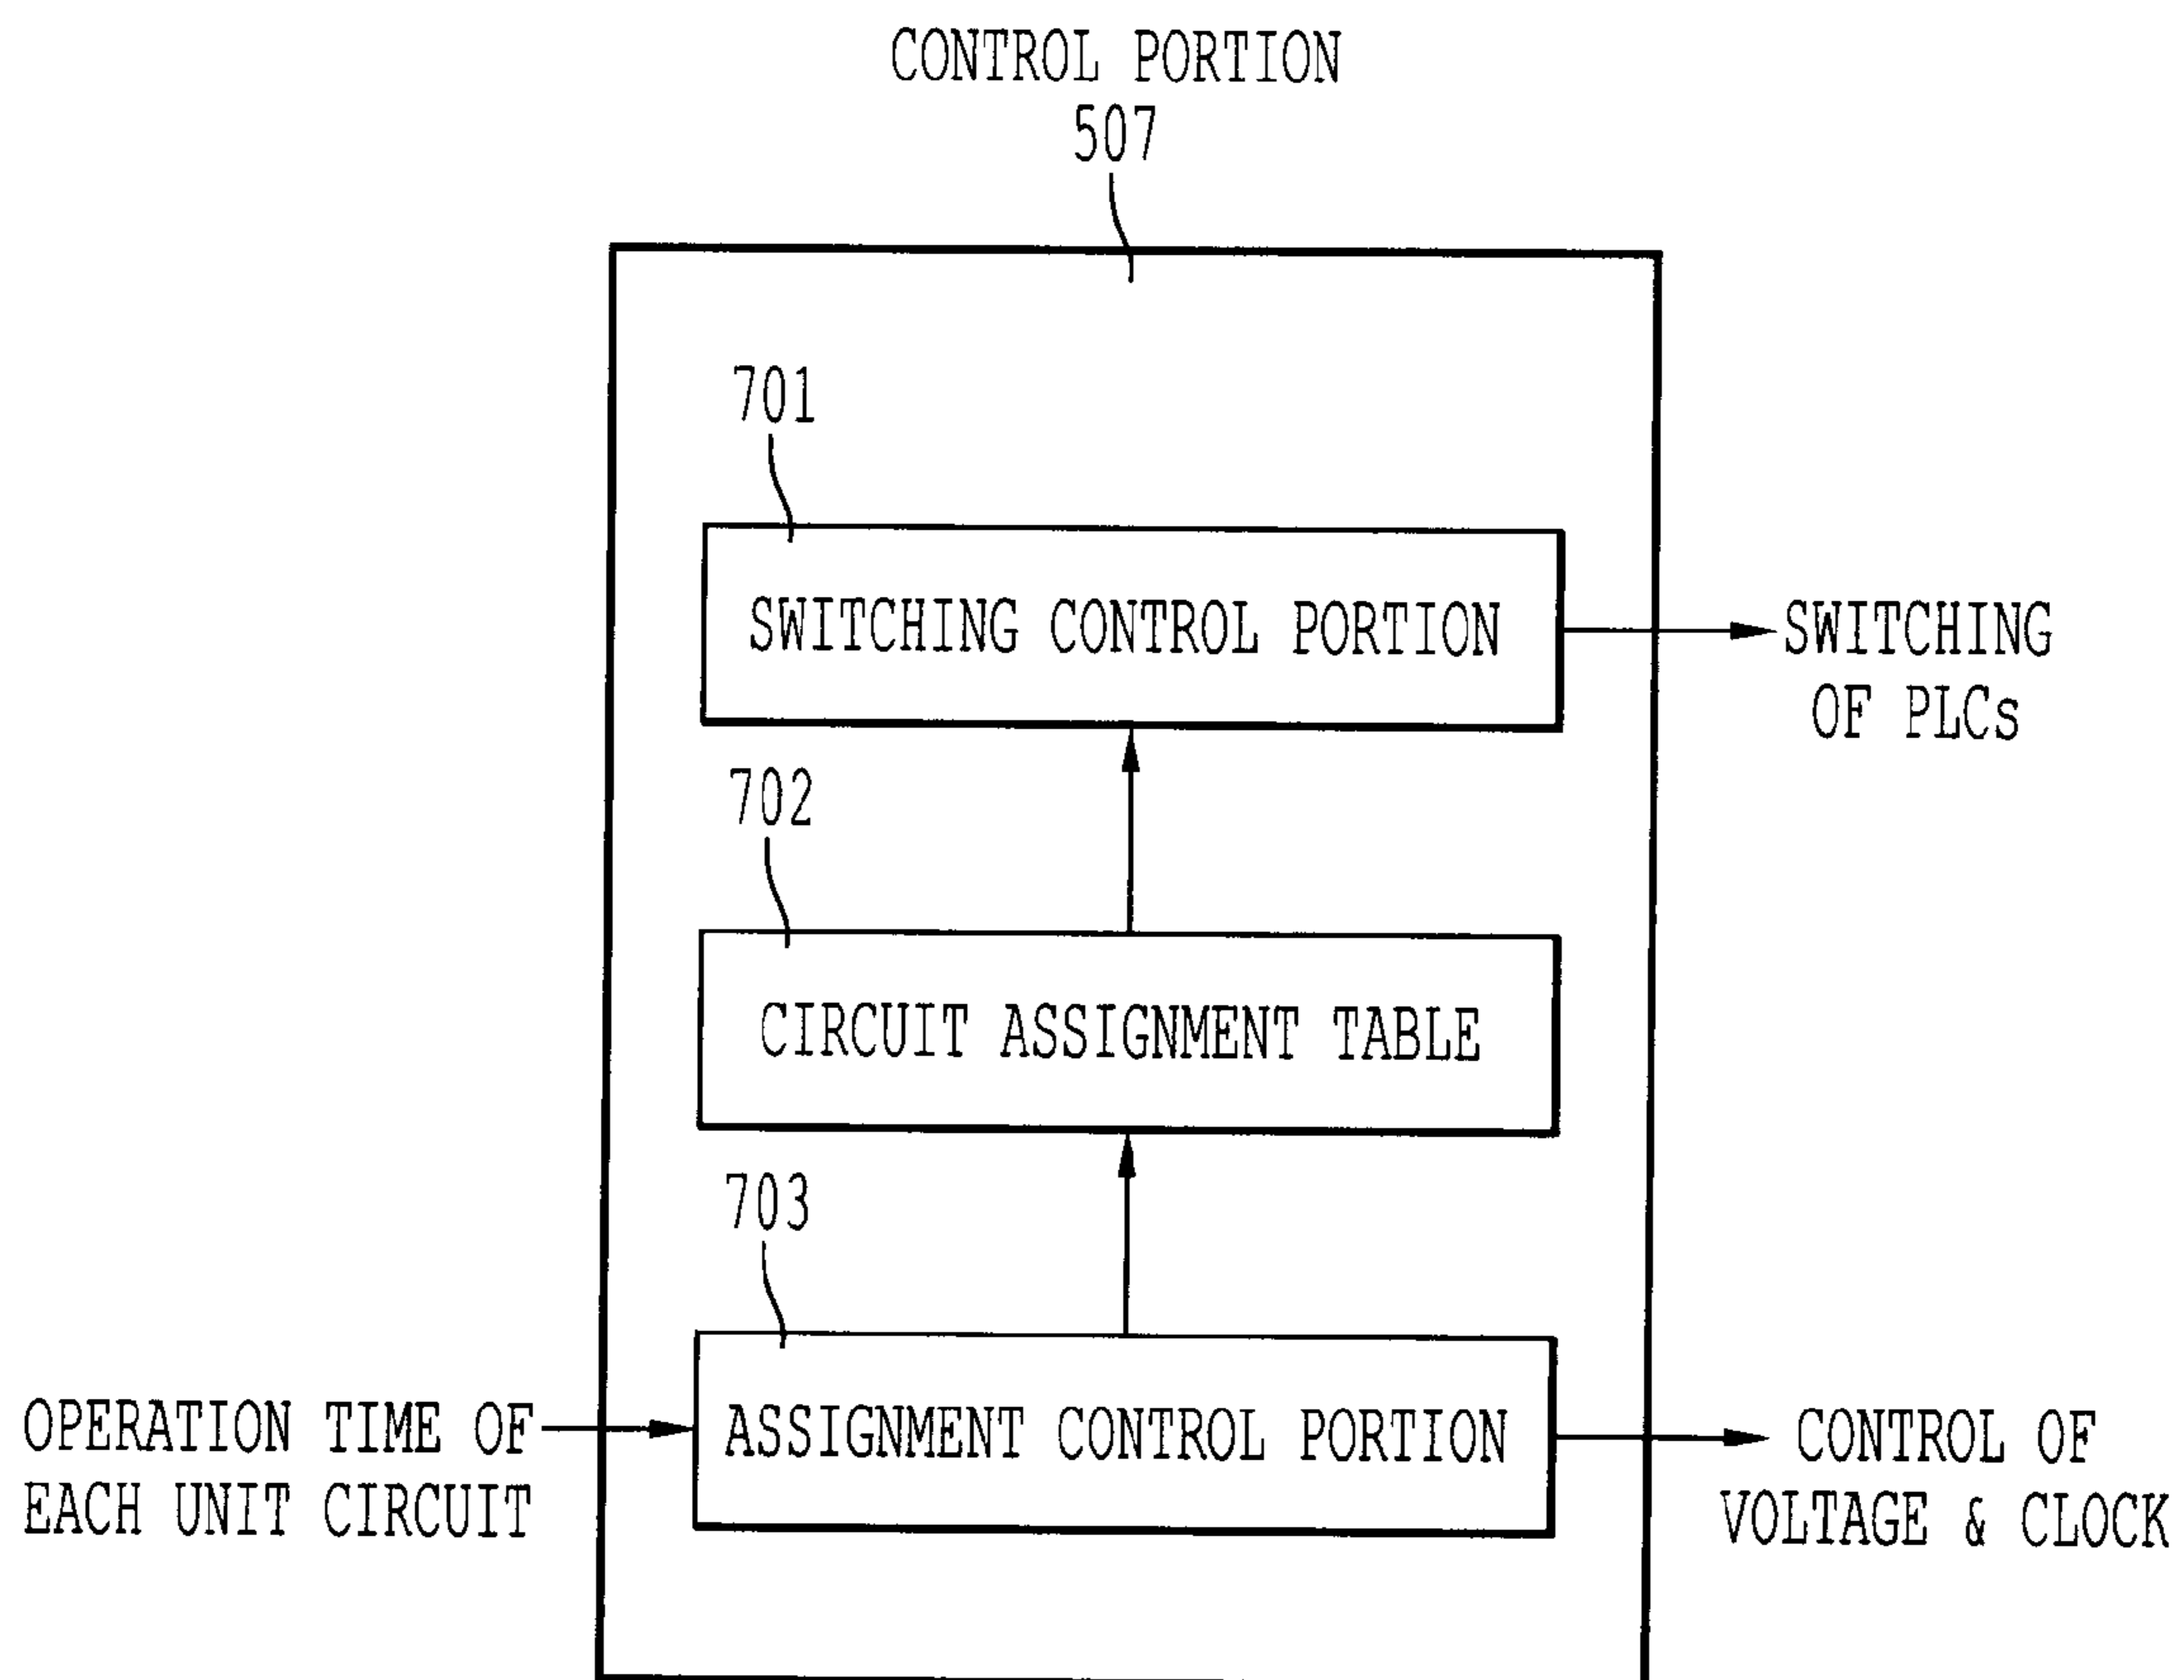 CONTROL PORTION
507
701
SWITCHING CONTROL PORTION
SWITCHING
OF PLCs
702
CIRCUIT ASSIGNMENT TABLE
703
OPERATION TIME OF
EACH UNIT CIRCUIT
ASSIGNMENT CONTROL PORTION
CONTROL OF
VOLTAGE & CLOCK